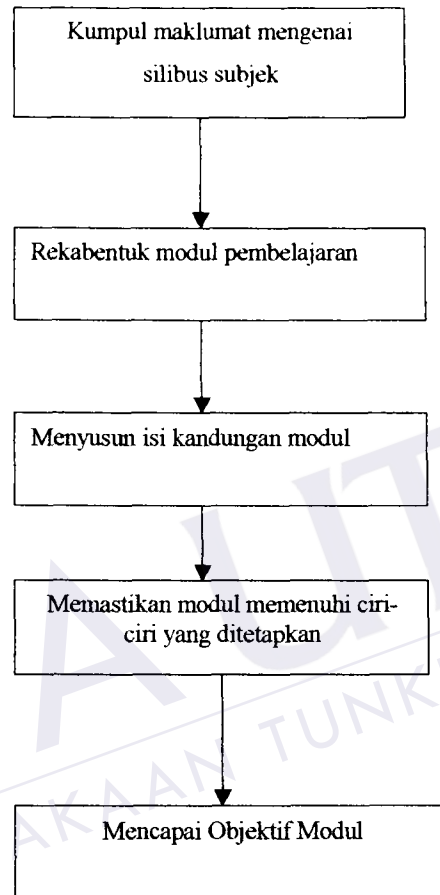 Kumpul maklumat mengenai
silibus subjek
Rekabentuk modul pembelajaran
Menyusun isi kandungan modul
Memastikan modul memenuhi ciri-
ciri yang ditetapkan
Mencapai Objektif Modul